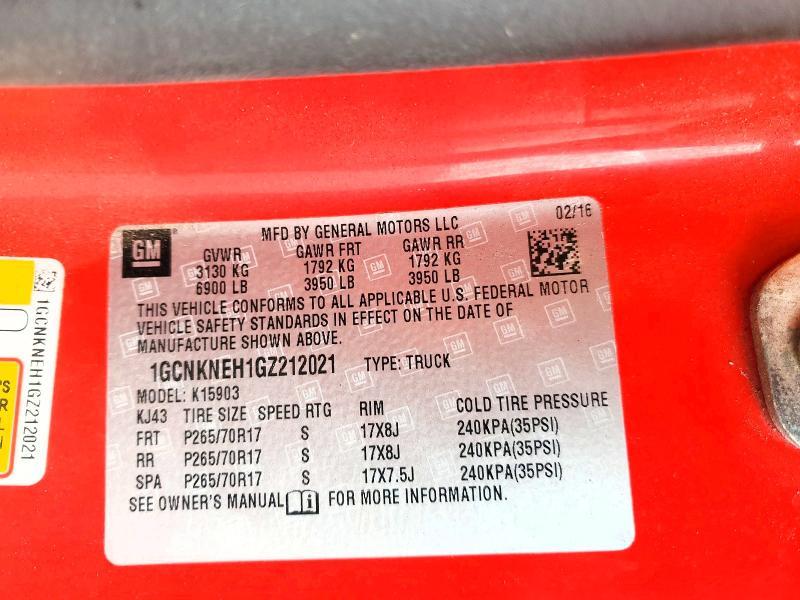 GM
MFD BY GENERAL MOTORS LLC
02/16
GVWR GAWR FRT GAWR RR
3130 KG 1792 KG 1792 KG
6900 LB 3950 LB 3950 LB
THIS VEHICLE CONFORMS TO ALL APPLICABLE U.S. FEDERAL MOTOR
VEHICLE SAFETY STANDARDS IN EFFECT ON THE DATE OF
MANUFACTURE SHOWN ABOVE.
1GCNKNEH1GZ212021 TYPE: TRUCK
MODEL: K15903
KJ43 TIRE SIZE SPEED RTG RIM COLD TIRE PRESSURE
FRT P265/70R17 S 17X8J 240KPA(35PSI)
RR P265/70R17 S 17X8J 240KPA(35PSI)
SPA P265/70R17 S 17X7.5J 240KPA(35PSI)
SEE OWNER'S MANUAL i FOR MORE INFORMATION.
1GCNKNEH1GZ212021